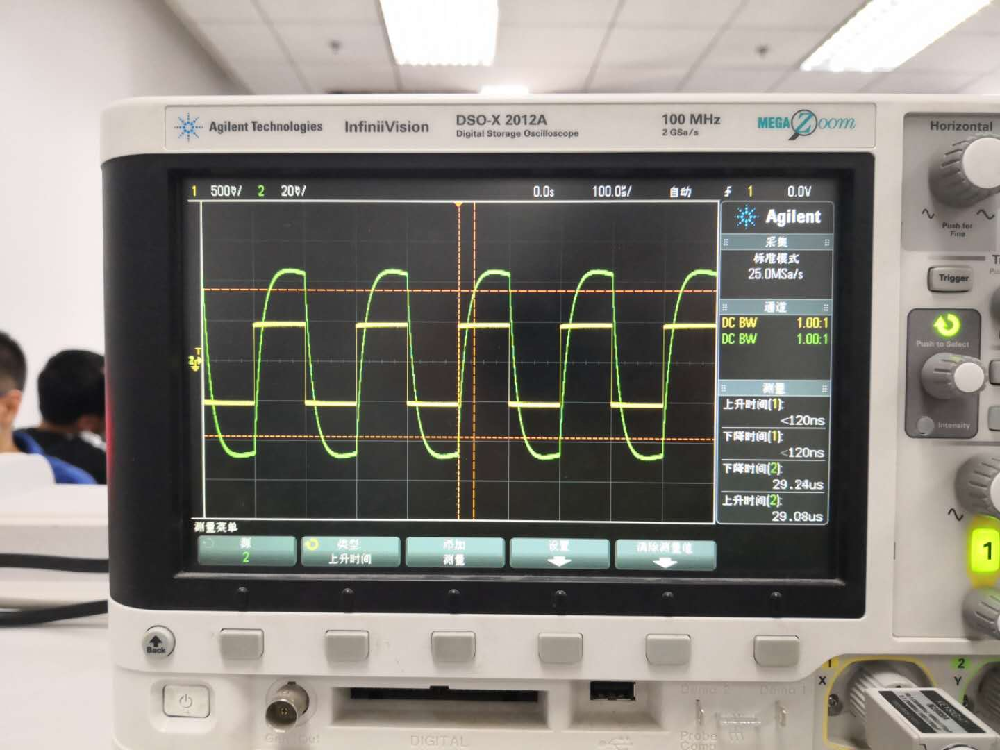 Agilent Technologies InfiniiVision DSO-X 2012A 100 MHz MEGA Zoom
Digital Storage Oscilloscope 2 GSa/s
Horizontal
Push for
Fine
1 500V/ 2 20V/ 0.0s 100.0us/ 自动 1 0.0V
Agilent
采集
标准模式
25.0MSa/s
通道
DC BW 1.00:1
DC BW 1.00:1
测量
上升时间(1):
<120ns
下降时间(1):
<120ns
下降时间(2):
29.24us
上升时间(2):
29.08us
Trigger
Push to Select
Intensity
测量菜单
源
2
类型
上升时间
添加
测量
设置
清除测量值
1
Back
DIGITAL
Demo 2 Demo 1
Probe
Comp
1
X
2
Y